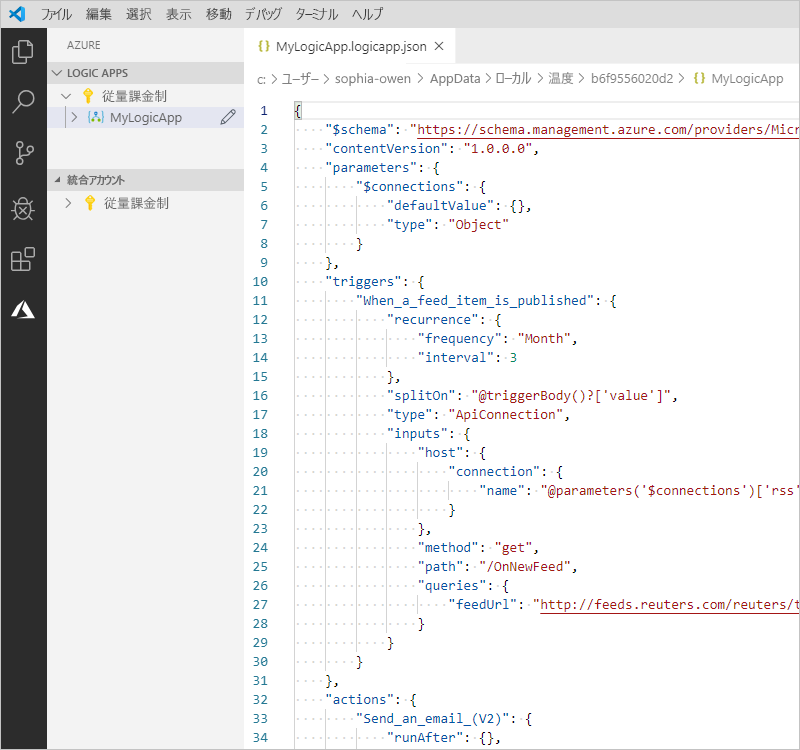 ファイル 編集 選択 表示 移動 デバッグ ターミナル ヘルプ
AZURE
LOGIC APPS
従量課金制
MyLogicApp
統合アカウント
従量課金制
MyLogicApp.logicapp.json
c: > ユーザー > sophia-owen > AppData > ローカル > 温度 > b6f9556020d2 > {} MyLogicApp
1 {
2 "$schema": "https://schema.management.azure.com/providers/Micr
3 "contentVersion": "1.0.0.0",
4 "parameters": {
5 "$connections": {
6 "defaultValue": {},
7 "type": "Object"
8 }
9 },
10 "triggers": {
11 "When_a_feed_item_is_published": {
12 "recurrence": {
13 "frequency": "Month",
14 "interval": 3
15 },
16 "splitOn": "@triggerBody()?['value']",
17 "type": "ApiConnection",
18 "inputs": {
19 "host": {
20 "connection": {
21 "name": "@parameters('$connections')['rss'
22 }
23 },
24 "method": "get",
25 "path": "/OnNewFeed",
26 "queries": {
27 "feedUrl": "http://feeds.reuters.com/reuters/t
28 }
29 }
30 }
31 },
32 "actions": {
33 "Send_an_email_(V2)": {
34 "runAfter": {},